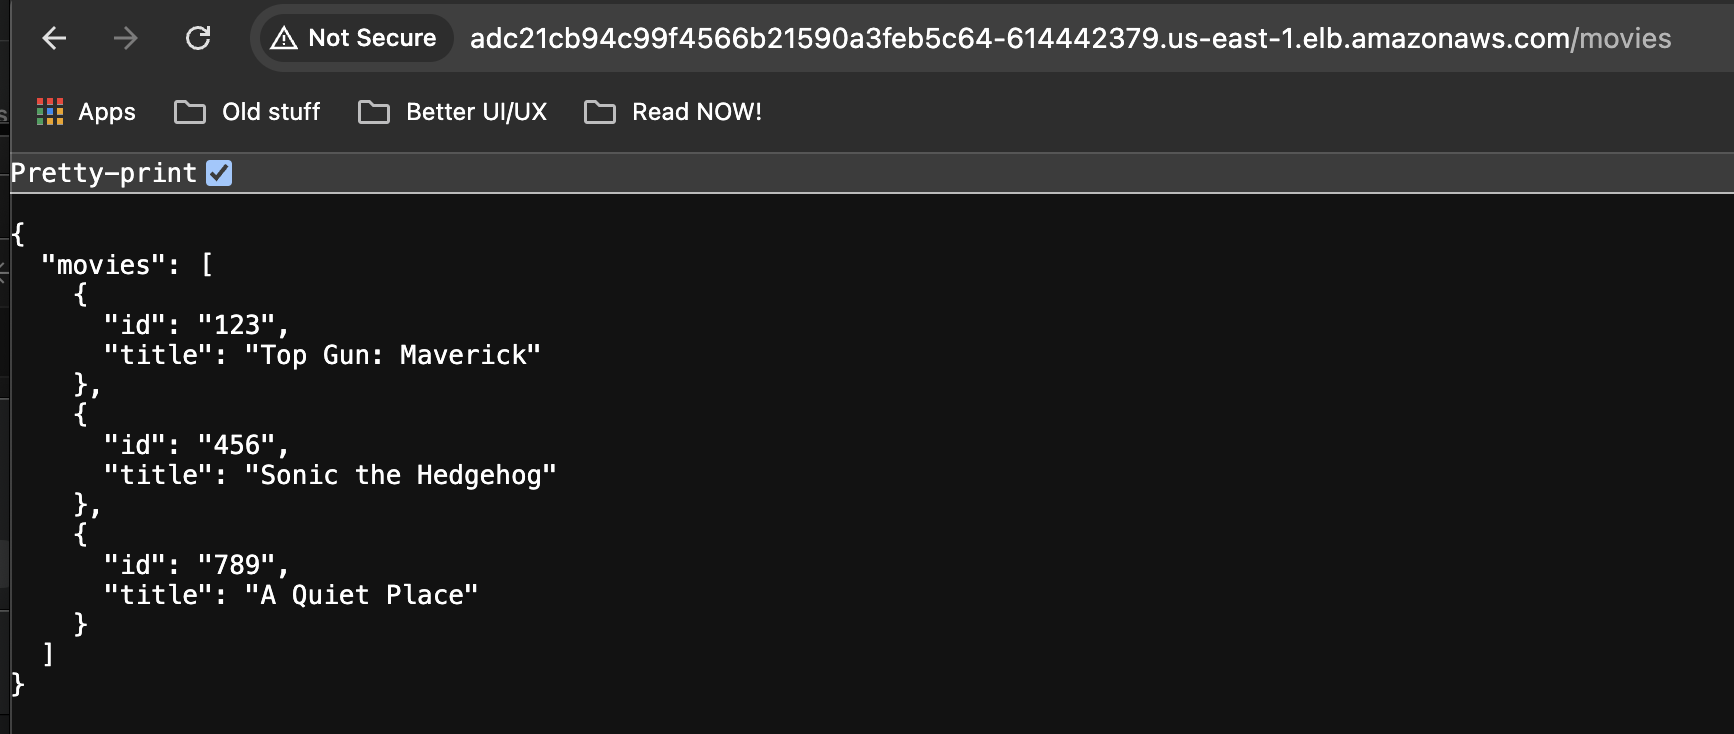 Not Secure adc21cb94c99f4566b21590a3feb5c64-614442379.us-east-1.elb.amazonaws.com/movies
Apps Old stuff Better UI/UX Read NOW!
Pretty-print
{
  "movies": [
    {
      "id": "123",
      "title": "Top Gun: Maverick"
    },
    {
      "id": "456",
      "title": "Sonic the Hedgehog"
    },
    {
      "id": "789",
      "title": "A Quiet Place"
    }
  ]
}